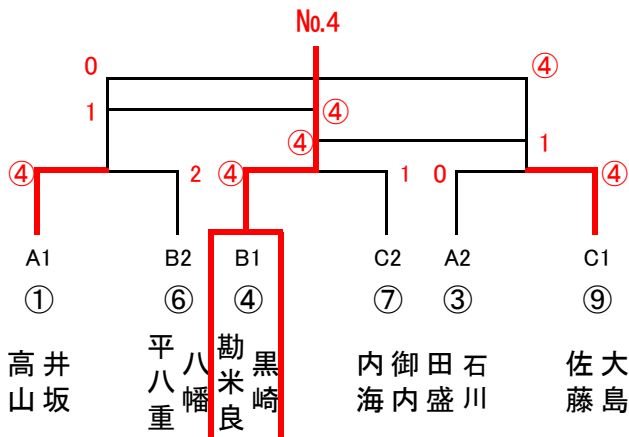 No.4
0 ④
1 ④
④ 1
④ 2 ④ 1 0 ④
A1 B2 B1 C2 A2 C1
① ⑥ ④ ⑦ ③ ⑨
高山 井坂
平八重 八幡
勘米良 黒崎
内海 御内
田盛 石川
佐藤 大島